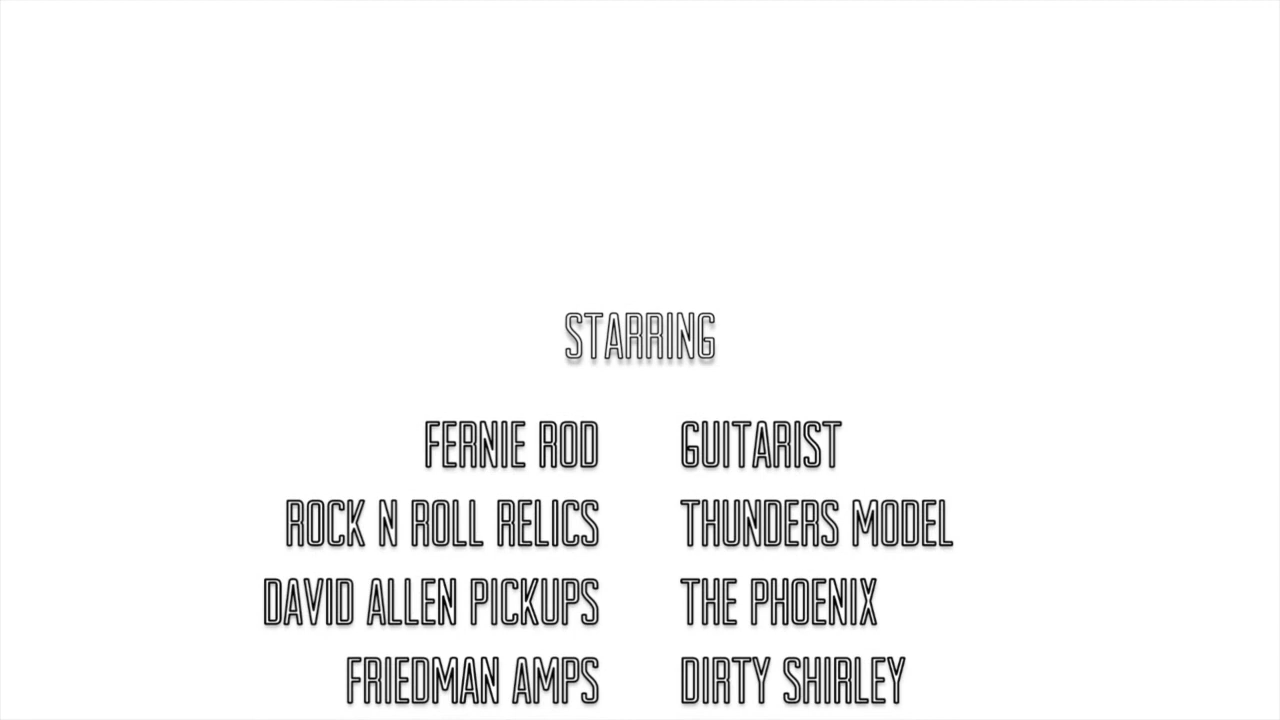 STARRING
FERNIE ROD GUITARIST
ROCK N ROLL RELICS THUNDERS MODEL
DAVID ALLEN PICKUPS THE PHOENIX
FRIEDMAN AMPS DIRTY SHIRLEY